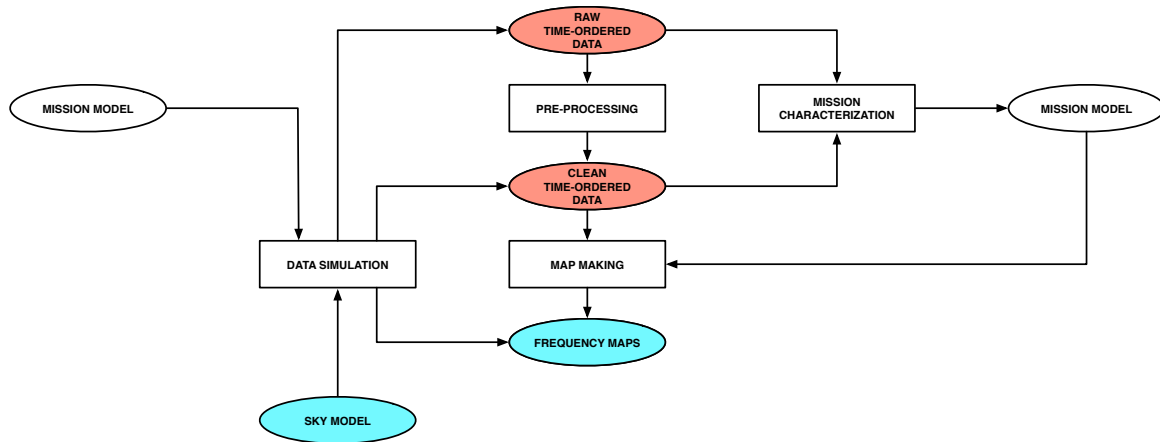 RAW
TIME-ORDERED
DATA
MISSION MODEL
PRE-PROCESSING
MISSION
CHARACTERIZATION
MISSION MODEL
CLEAN
TIME-ORDERED
DATA
DATA SIMULATION
MAP MAKING
FREQUENCY MAPS
SKY MODEL